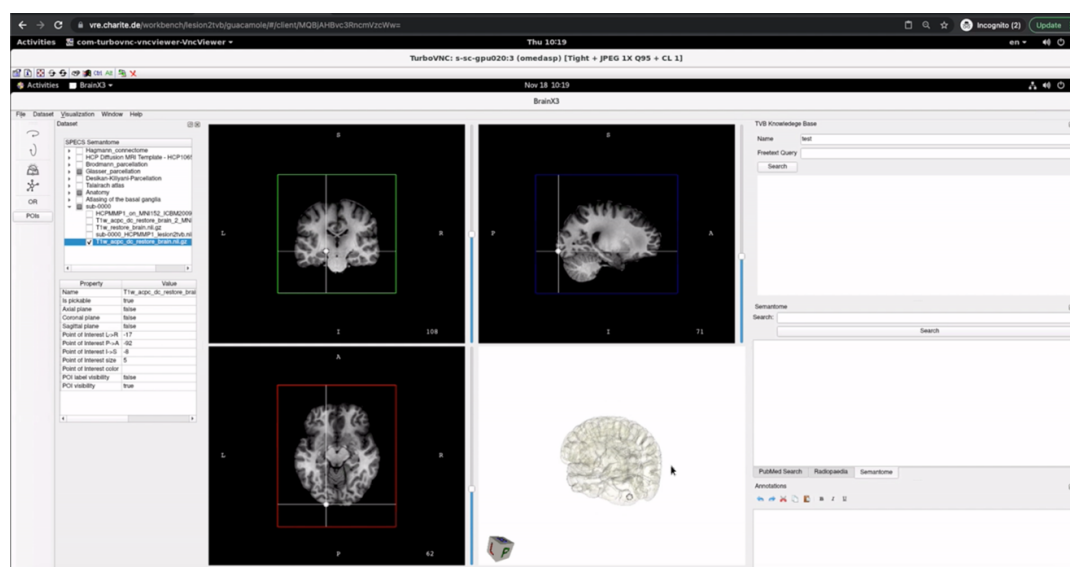 vre.charite.de/workbench/lesion2tvb/guacamole/#/client/MQBjAHBvc3RncmVzcWw=
Incognito (2)
Update
Activities
com-turbovnc-vncviewer-VncViewer
Thu 10:19
en
TurboVNC: s-sc-gpu020:3 (omedasp) [Tight + JPEG 1X Q95 + CL 1]
Activities
BrainX3
Nov 18 10:19
BrainX3
File Dataset Visualization Window Help
Dataset
SPECS Semantome
Hagmann_connectome
HCP Diffusion MRI Template - HCP1065
Brodmann_parcellation
Glasser_parcellation
Desikan-Killyani-Parcellation
Talairach atlas
Anatomy
Atlasing of the basal ganglia
sub-0000
HCPMMP1_on_MNI152_ICBM2009
T1w_acpc_dc_restore_brain_2_MNI
T1w_restore_brain.nii.gz
sub-0000_HCPMMP1_lesion2tvb.nii
T1w_acpc_dc_restore_brain.nii.gz
OR
POIs
Property Value
Name T1w_acpc_dc_restore_brai
Is pickable true
Axial plane false
Coronal plane false
Sagittal plane false
Point of Interest L->R -17
Point of Interest P->A -92
Point of Interest I->S -8
Point of Interest size 5
Point of Interest color
POI label visibility false
POI visibility true
S
L
R
I
108
S
P
A
I
71
A
L
R
P
62
L P
TVB Knowledege Base
Name test
Freetext Query
Search
Semantome
Search:
Search
PubMed Search Radiopaedia Semantome
Annotations
B I U